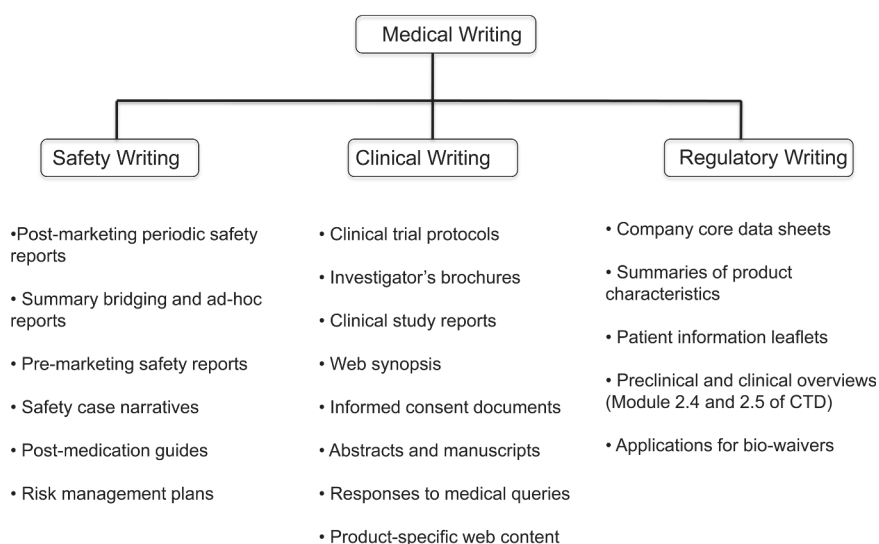 Medical Writing
Safety Writing
Clinical Writing
Regulatory Writing
•Post-marketing periodic safety
reports
• Summary bridging and ad-hoc
reports
• Pre-marketing safety reports
• Safety case narratives
• Post-medication guides
• Risk management plans
• Clinical trial protocols
• Investigator’s brochures
• Clinical study reports
• Web synopsis
• Informed consent documents
• Abstracts and manuscripts
• Responses to medical queries
• Product-specific web content
• Company core data sheets
• Summaries of product
characteristics
• Patient information leaflets
• Preclinical and clinical overviews
(Module 2.4 and 2.5 of CTD)
• Applications for bio-waivers